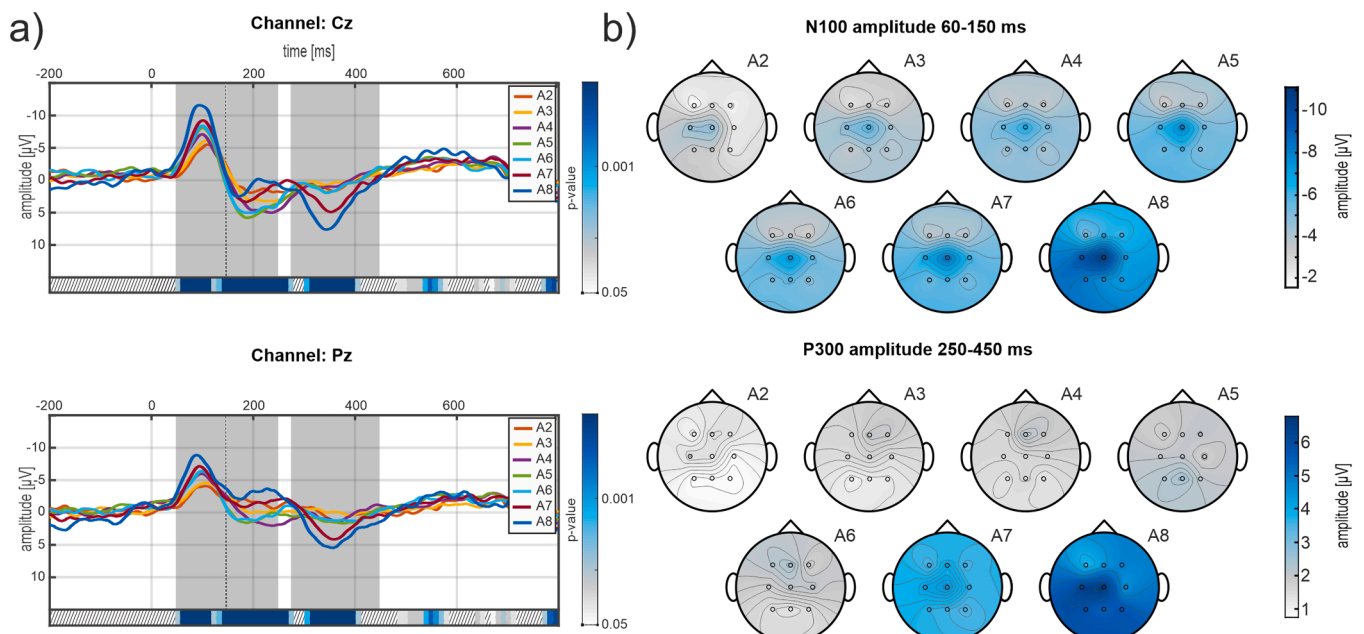 a)
Channel: Cz
time [ms]
-200 0 200 400 600
amplitude [µV]
-10
-5
0
5
10
A2
A3
A4
A5
A6
A7
A8
p-value
0.001
0.05
Channel: Pz
-200 0 200 400 600
amplitude [µV]
-10
-5
0
5
10
A2
A3
A4
A5
A6
A7
A8
p-value
0.001
0.05
b)
N100 amplitude 60-150 ms
A2 A3 A4 A5
A6 A7 A8
amplitude [µV]
-10
-8
-6
-4
-2
P300 amplitude 250-450 ms
A2 A3 A4 A5
A6 A7 A8
amplitude [µV]
6
5
4
3
2
1